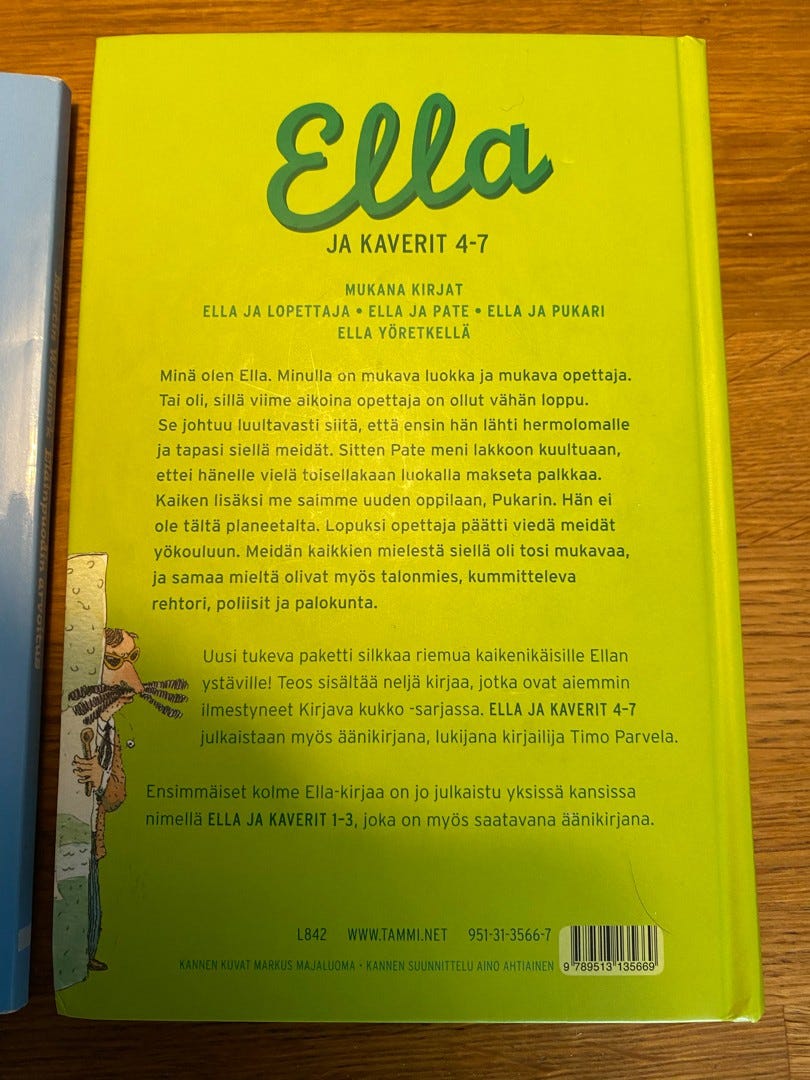 Ella
JA KAVERIT 4-7
MUKANA KIRJAT
ELLA JA LOPETTAJA • ELLA JA PATE • ELLA JA PUKARI
ELLA YÖRETKELLÄ
Minä olen Ella. Minulla on mukava luokka ja mukava opettaja.
Tai oli, sillä viime aikoina opettaja on ollut vähän loppu.
Se johtuu luultavasti siitä, että ensin hän lähti hermolomalle
ja tapasi siellä meidät. Sitten Pate meni lakkoon kuultuaan,
ettei hänelle vielä toisellakaan luokalla makseta palkkaa.
Kaiken lisäksi me saimme uuden oppilaan, Pukarin. Hän ei
ole tältä planeetalta. Lopuksi opettaja päätti viedä meidät
yökouluun. Meidän kaikkien mielestä siellä oli tosi mukavaa,
ja samaa mieltä olivat myös talonmies, kummitteleva
rehtori, poliisit ja palokunta.
Uusi tukeva paketti silkkaa riemua kaikenikäisille Ellan
ystäville! Teos sisältää neljä kirjaa, jotka ovat aiemmin
ilmestyneet Kirjava kukko -sarjassa. ELLA JA KAVERIT 4-7
julkaistaan myös äänikirjana, lukijana kirjailija Timo Parvela.
Ensimmäiset kolme Ella-kirjaa on jo julkaistu yksissä kansissa
nimellä ELLA JA KAVERIT 1-3, joka on myös saatavana äänikirjana.
L842 WWW.TAMMI.NET 951-31-3566-7
9 789513 135669
KANNEN KUVAT MARKUS MAJALUOMA • KANNEN SUUNNITTELU AINO AHTIAINEN
Eläinpuodin arvoitus